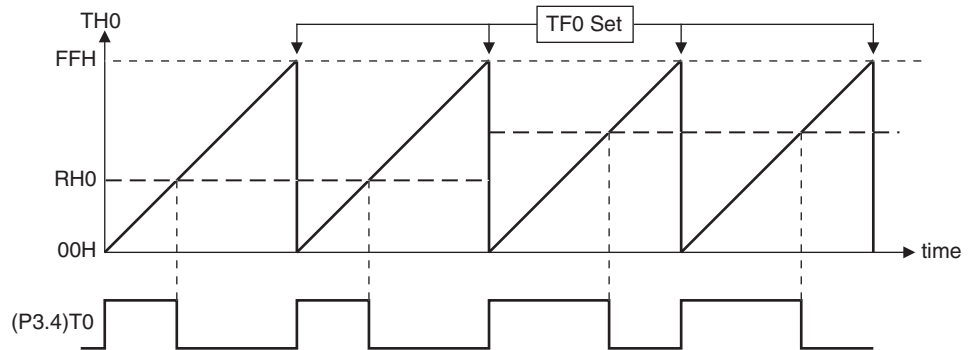 TH0
TF0 Set
FFH
RH0
00H
time
(P3.4)T0